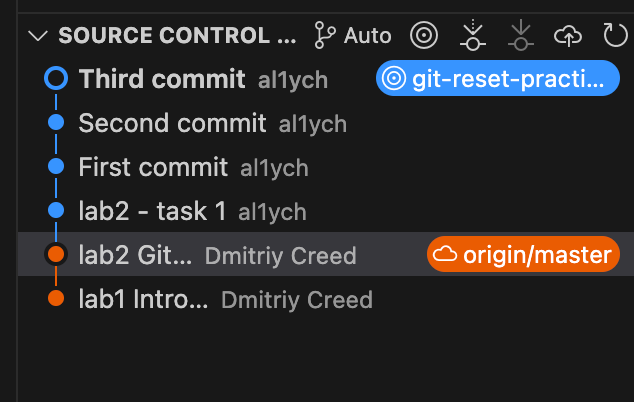 SOURCE CONTROL ... Auto
Third commit al1ych git-reset-practi...
Second commit al1ych
First commit al1ych
lab2 - task 1 al1ych
lab2 Git... Dmitriy Creed origin/master
lab1 Intro... Dmitriy Creed